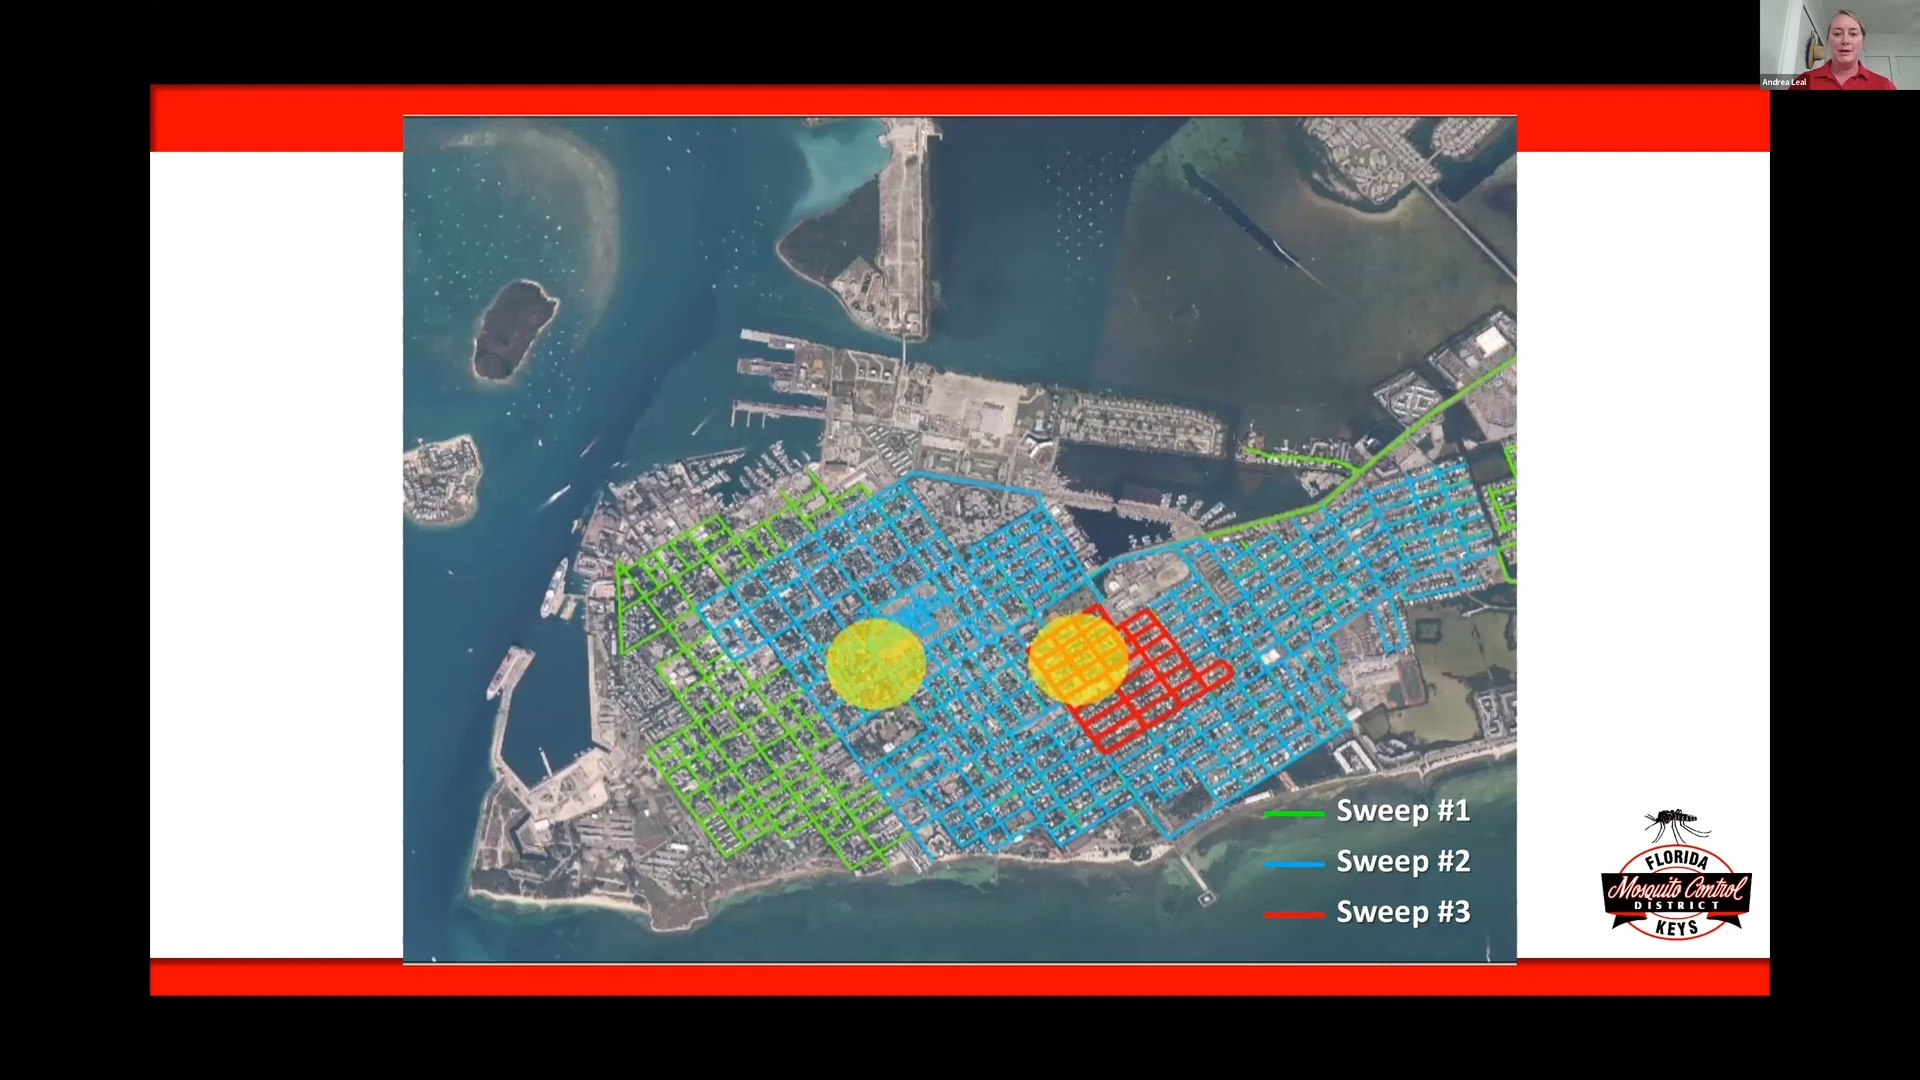 Andrea Leal
Sweep #1
Sweep #2
Sweep #3
FLORIDA
Mosquito Control
DISTRICT
KEYS